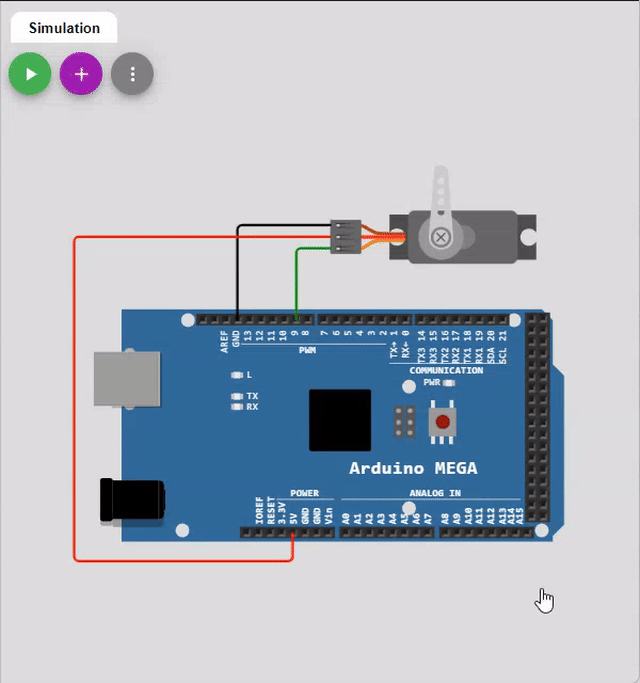 Simulation
AREF
GND
13
12
11
10
9
8
7
6
5
4
3
2
TX→1
RX←0
TX3 14
RX3 15
TX2 16
RX2 17
TX1 18
RX1 19
SDA 20
SCL 21
PWM
COMMUNICATION
L
PWR
TX
RX
Arduino MEGA
POWER
ANALOG IN
IOREF
RESET
3.3V
5V
GND
GND
Vin
A0
A1
A2
A3
A4
A5
A6
A7
A8
A9
A10
A11
A12
A13
A14
A15